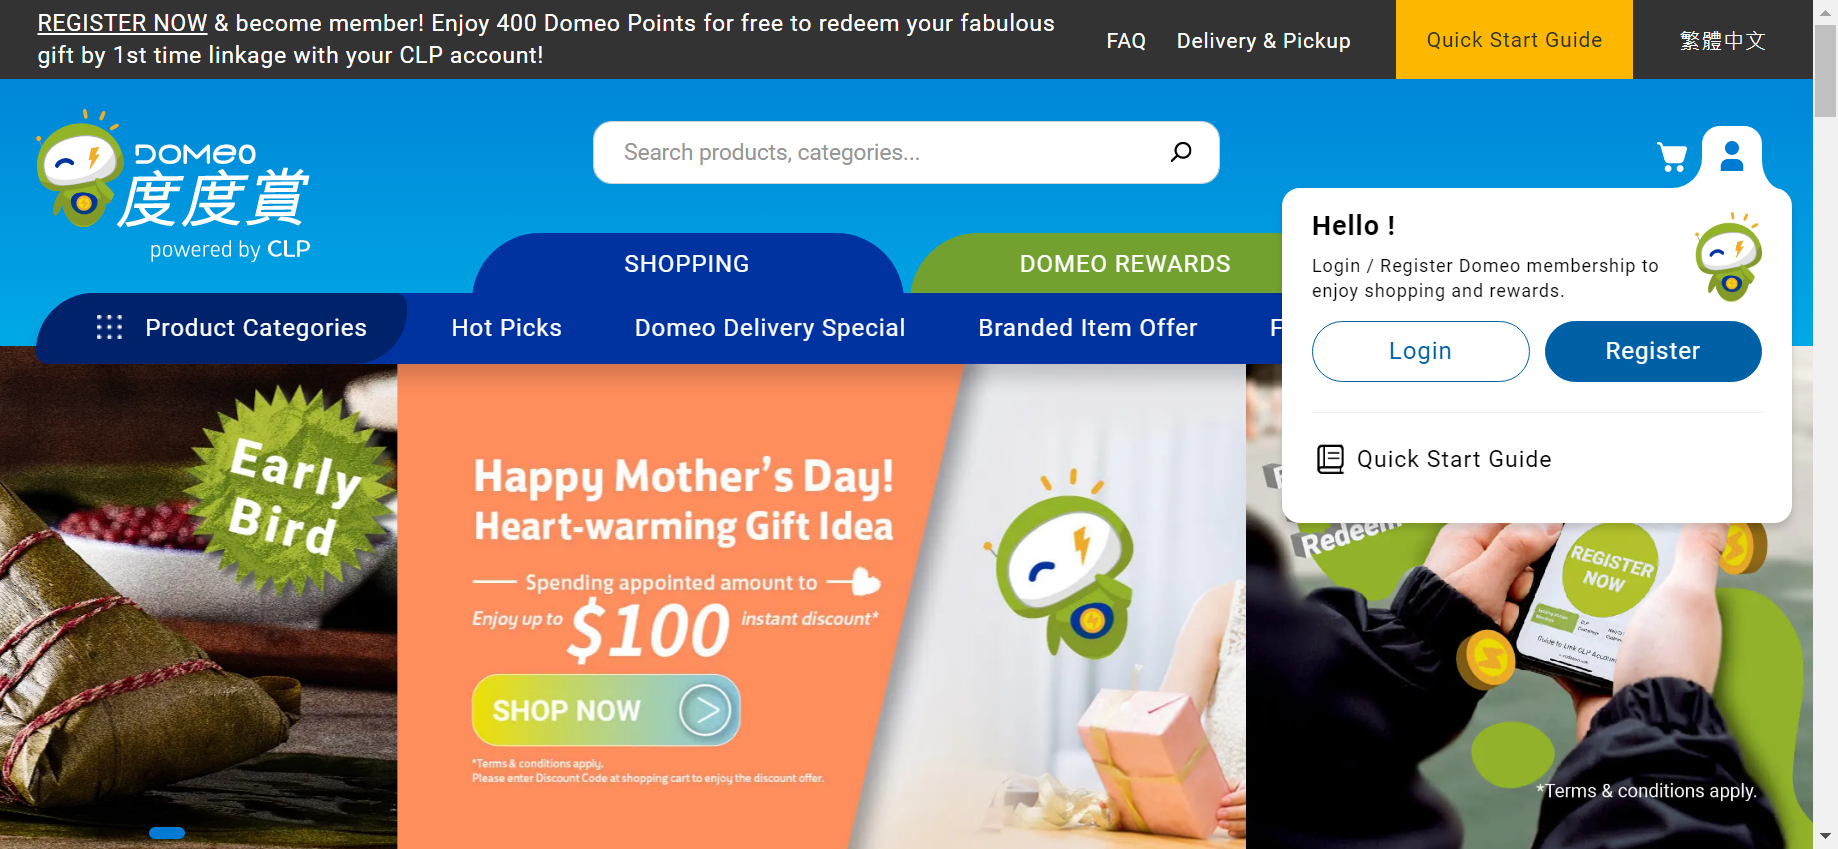 REGISTER NOW & become member! Enjoy 400 Domeo Points for free to redeem your fabulous
gift by 1st time linkage with your CLP account!
FAQ
Delivery & Pickup
Quick Start Guide
繁體中文
DOMeO
度度賞
powered by CLP
Search products, categories...
SHOPPING
DOMEO REWARDS
Product Categories
Hot Picks
Domeo Delivery Special
Branded Item Offer
F
Hello !
Login / Register Domeo membership to
enjoy shopping and rewards.
Login
Register
Quick Start Guide
Early
Bird
Happy Mother's Day!
Heart-warming Gift Idea
Spending appointed amount to
Enjoy up to $100 instant discount*
SHOP NOW
*Terms & conditions apply.
Please enter Discount Code at shopping cart to enjoy the discount offer.
Redeem
REGISTER
NOW
Guide to Link CLP Account
*Terms & conditions apply.